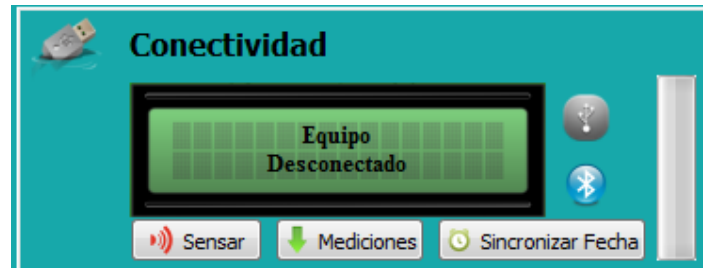 Conectividad
Equipo
Desconectado
Sensar Mediciones Sincronizar Fecha